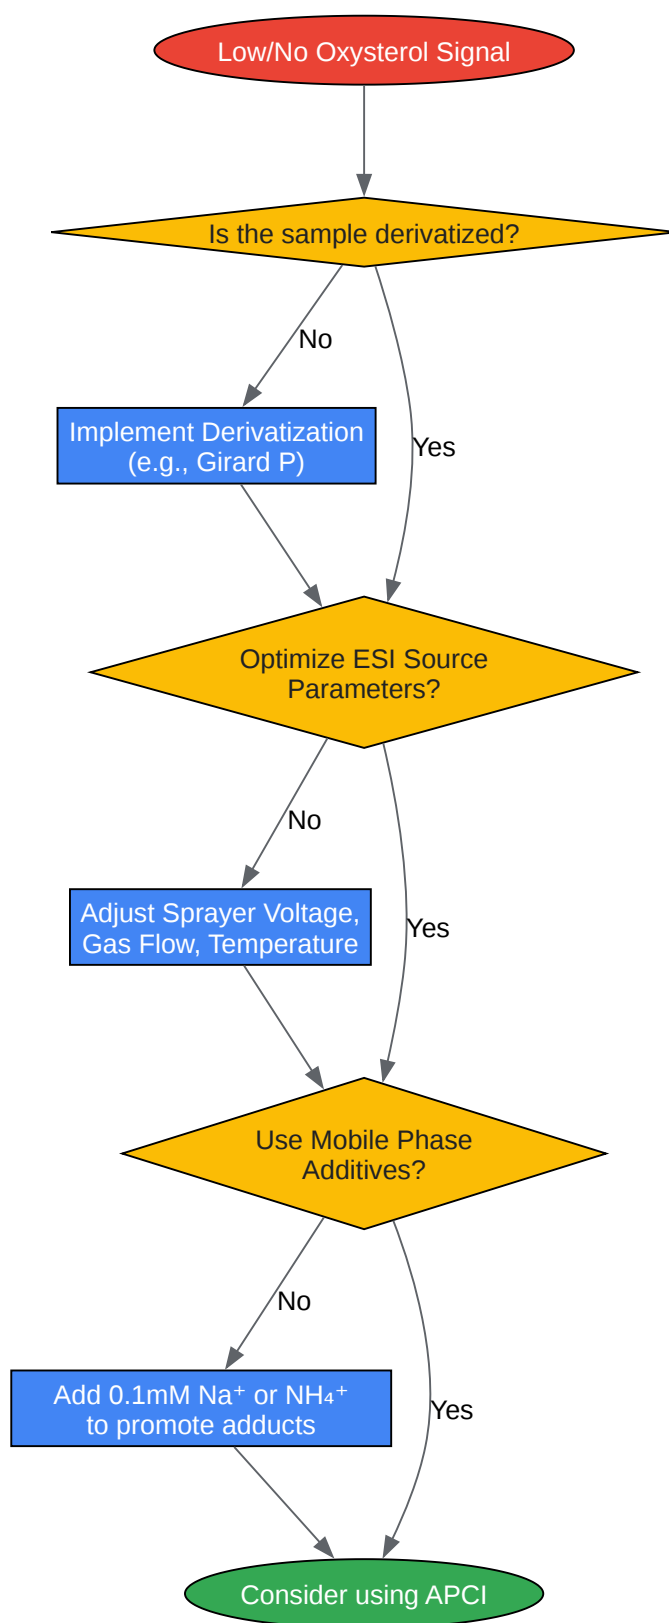 Low/No Oxysterol Signal
Is the sample derivatized?
No
Implement Derivatization
(e.g., Girard P)
Yes
Optimize ESI Source
Parameters?
No
Adjust Sprayer Voltage,
Gas Flow, Temperature
Yes
Use Mobile Phase
Additives?
No
Add 0.1mM Na⁺ or NH₄⁺
to promote adducts
Yes
Consider using APCI